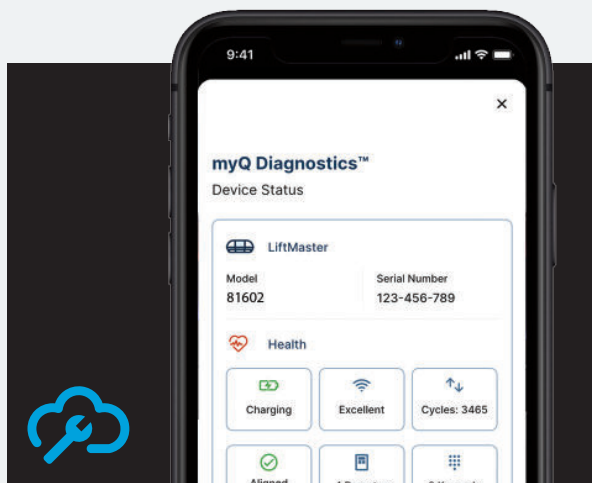 9:41
myQ Diagnostics™
Device Status
LiftMaster
Model
Serial Number
81602
123-456-789
Health
Charging
Excellent
Cycles: 3465
Aligned